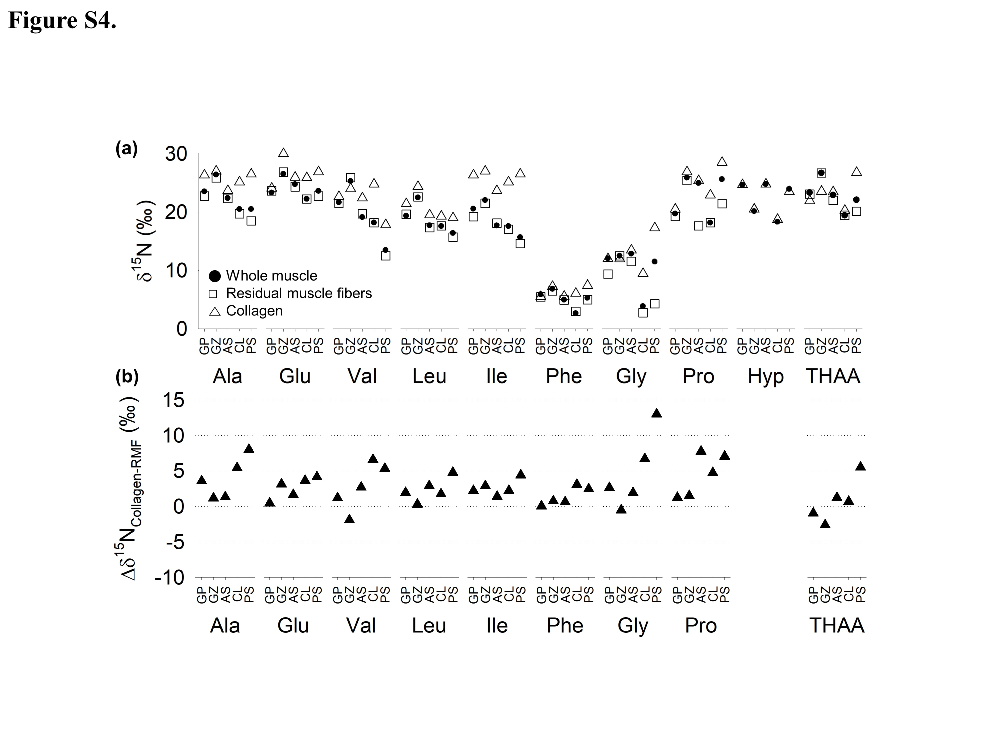 Figure S4.
(a)
δ15N (‰)
30
20
10
0
Whole muscle
Residual muscle fibers
Collagen
GP GZ AS CL PS GP GZ AS CL PS GP GZ AS CL PS GP GZ AS CL PS GP GZ AS CL PS GP GZ AS CL PS GP GZ AS CL PS GP GZ AS CL PS GP GZ AS CL PS GP GZ AS CL PS
Ala Glu Val Leu Ile Phe Gly Pro Hyp THAA
(b)
Δδ15NCollagen-RMF (‰)
15
10
5
0
-5
-10
GP GZ AS CL PS GP GZ AS CL PS GP GZ AS CL PS GP GZ AS CL PS GP GZ AS CL PS GP GZ AS CL PS GP GZ AS CL PS GP GZ AS CL PS GP GZ AS CL PS
Ala Glu Val Leu Ile Phe Gly Pro THAA